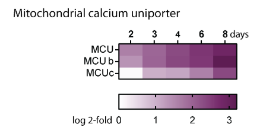 Mitochondrial calcium uniporter
2 3 4 6 8 days
MCU
MCU b
MCUc
log 2-fold 0 1 2 3